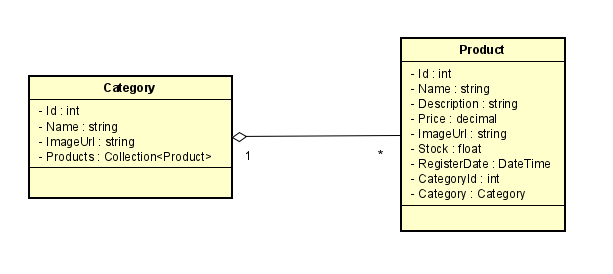 Category
- Id : int
- Name : string
- ImageUrl : string
- Products : Collection<Product>
1
*
Product
- Id : int
- Name : string
- Description : string
- Price : decimal
- ImageUrl : string
- Stock : float
- RegisterDate : DateTime
- CategoryId : int
- Category : Category